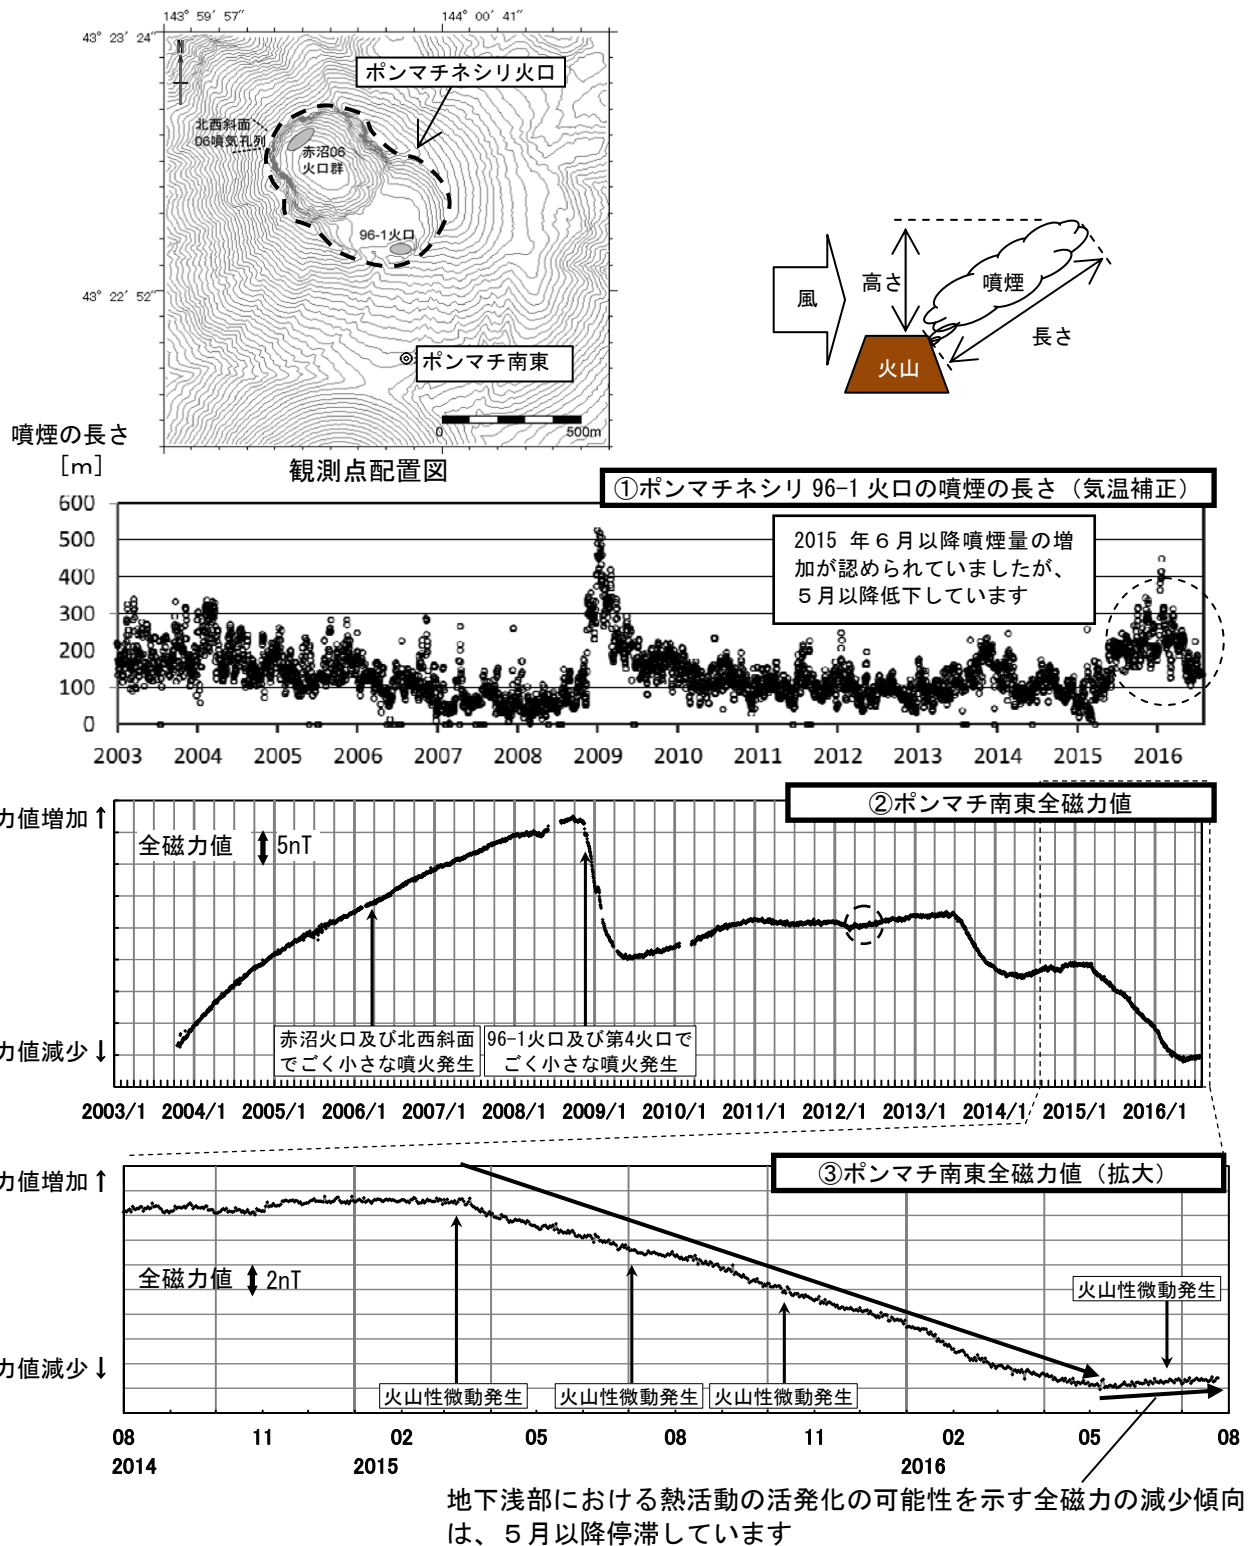 143° 59′ 57″
144° 00′ 41″
43° 23′ 24″
N
ポンマチネシリ火口
北西斜面
06噴気孔列
赤沼06
火口群
96-1火口
43° 22′ 52″
ポンマチ南東
0
500m
観測点配置図
風
高さ
噴煙
長さ
火山
噴煙の長さ
[m]
①ポンマチネシリ 96-1 火口の噴煙の長さ（気温補正）
2015 年６月以降噴煙量の増
加が認められていましたが、
５月以降低下しています
600
500
400
300
200
100
0
2003 2004 2005 2006 2007 2008 2009 2010 2011 2012 2013 2014 2015 2016
②ポンマチ南東全磁力値
力値増加↑
全磁力値 5nT
力値減少↓
赤沼火口及び北西斜面
でごく小さな噴火発生
96-1火口及び第4火口で
ごく小さな噴火発生
2003/1 2004/1 2005/1 2006/1 2007/1 2008/1 2009/1 2010/1 2011/1 2012/1 2013/1 2014/1 2015/1 2016/1
③ポンマチ南東全磁力値（拡大）
力値増加↑
全磁力値 2nT
火山性微動発生
力値減少↓
火山性微動発生
火山性微動発生
火山性微動発生
08 11 02 05 08 11 02 05 08
2014 2015 2016
地下浅部における熱活動の活発化の可能性を示す全磁力の減少傾向
は、５月以降停滞しています